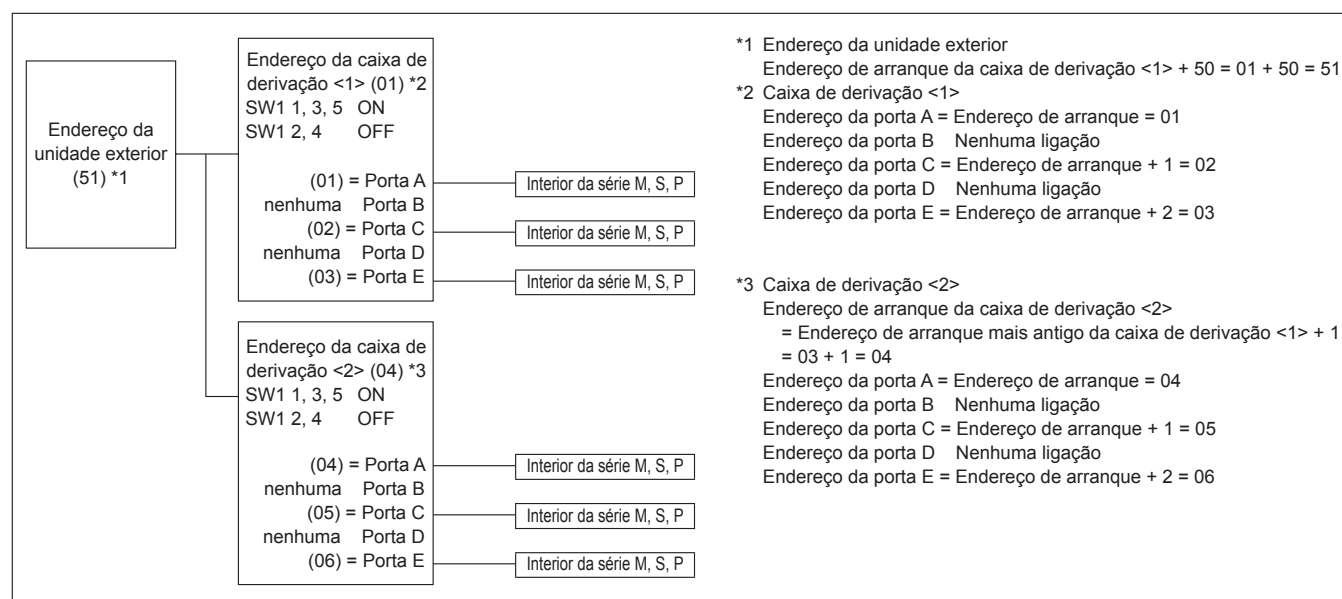 Endereço da
unidade exterior
(51) *1
Endereço da caixa de
derivação <1> (01) *2
SW1 1, 3, 5 ON
SW1 2, 4 OFF
(01) = Porta A
nenhuma Porta B
(02) = Porta C
nenhuma Porta D
(03) = Porta E
Interior da série M, S, P
Interior da série M, S, P
Interior da série M, S, P
Endereço da caixa de
derivação <2> (04) *3
SW1 1, 3, 5 ON
SW1 2, 4 OFF
(04) = Porta A
nenhuma Porta B
(05) = Porta C
nenhuma Porta D
(06) = Porta E
Interior da série M, S, P
Interior da série M, S, P
Interior da série M, S, P
*1 Endereço da unidade exterior
Endereço de arranque da caixa de derivação <1> + 50 = 01 + 50 = 51
*2 Caixa de derivação <1>
Endereço da porta A = Endereço de arranque = 01
Endereço da porta B Nenhuma ligação
Endereço da porta C = Endereço de arranque + 1 = 02
Endereço da porta D Nenhuma ligação
Endereço da porta E = Endereço de arranque + 2 = 03
*3 Caixa de derivação <2>
Endereço de arranque da caixa de derivação <2>
= Endereço de arranque mais antigo da caixa de derivação <1> + 1
= 03 + 1 = 04
Endereço da porta A = Endereço de arranque = 04
Endereço da porta B Nenhuma ligação
Endereço da porta C = Endereço de arranque + 1 = 05
Endereço da porta D Nenhuma ligação
Endereço da porta E = Endereço de arranque + 2 = 06